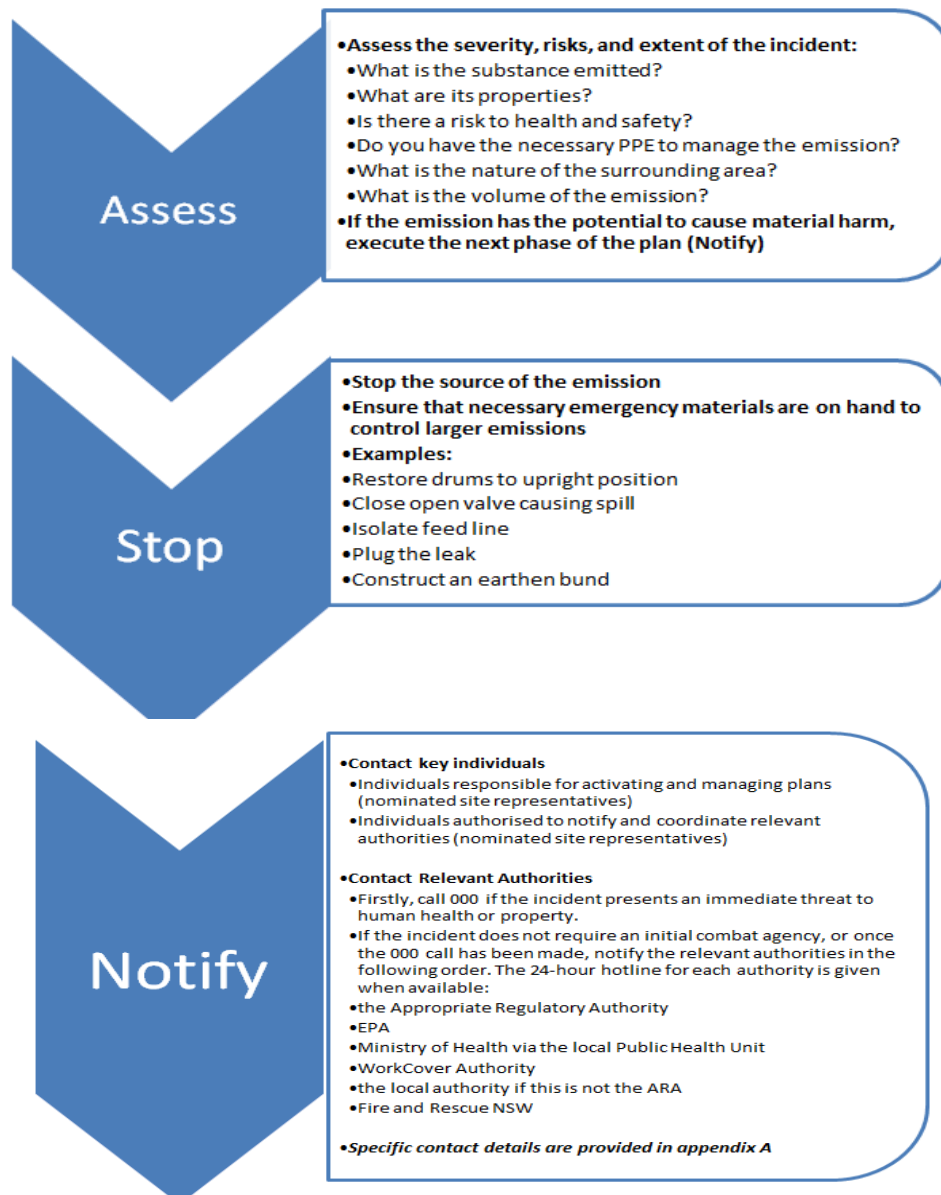 Assess
•Assess the severity, risks, and extent of the incident:
•What is the substance emitted?
•What are its properties?
•Is there a risk to health and safety?
•Do you have the necessary PPE to manage the emission?
•What is the nature of the surrounding area?
•What is the volume of the emission?
•If the emission has the potential to cause material harm,
execute the next phase of the plan (Notify)
Stop
•Stop the source of the emission
•Ensure that necessary emergency materials are on hand to
control larger emissions
•Examples:
•Restore drums to upright position
•Close open valve causing spill
•Isolate feed line
•Plug the leak
•Construct an earthen bund
Notify
•Contact key individuals
•Individuals responsible for activating and managing plans
(nominated site representatives)
•Individuals authorised to notify and coordinate relevant
authorities (nominated site representatives)
•Contact Relevant Authorities
•Firstly, call 000 if the incident presents an immediate threat to
human health or property.
•If the incident does not require an initial combat agency, or once
the 000 call has been made, notify the relevant authorities in the
following order. The 24-hour hotline for each authority is given
when available:
•the Appropriate Regulatory Authority
•EPA
•Ministry of Health via the local Public Health Unit
•WorkCover Authority
•the local authority if this is not the ARA
•Fire and Rescue NSW
•Specific contact details are provided in appendix A